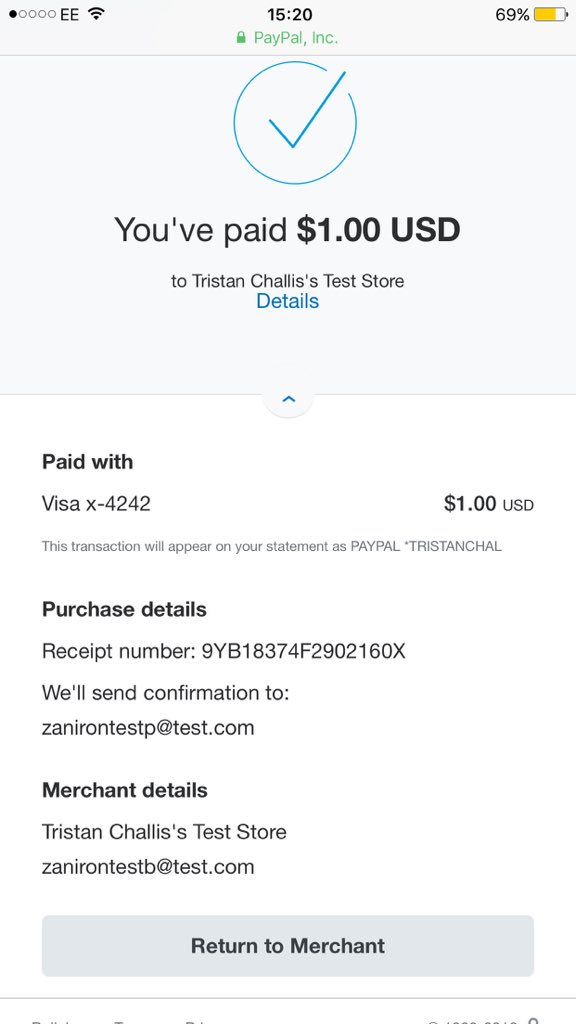 EE 15:20 69%
PayPal, Inc.
You've paid $1.00 USD
to Tristan Challis's Test Store
Details
Paid with
Visa x-4242 $1.00 USD
This transaction will appear on your statement as PAYPAL *TRISTANCHAL
Purchase details
Receipt number: 9YB18374F2902160X
We'll send confirmation to:
zanirontestp@test.com
Merchant details
Tristan Challis's Test Store
zanirontestb@test.com
Return to Merchant